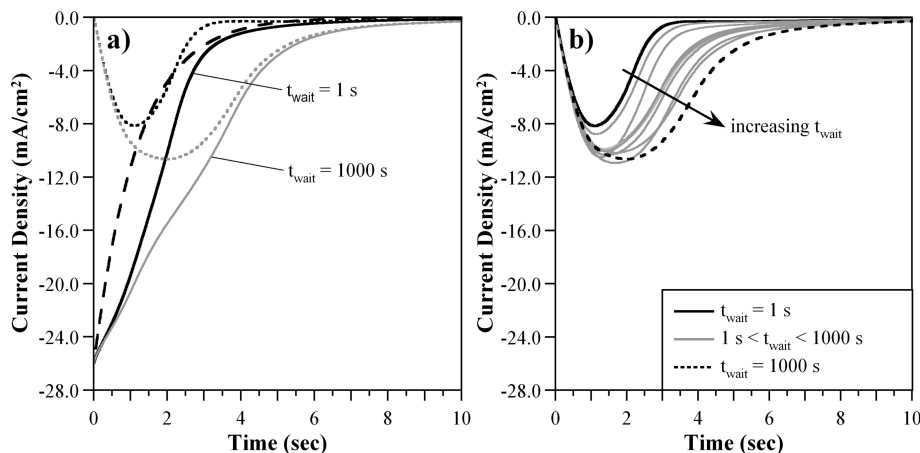 a)
0.0
-4.0
-8.0
-12.0
-16.0
-20.0
-24.0
-28.0
Current Density (mA/cm²)
t_wait = 1 s
t_wait = 1000 s
0 2 4 6 8 10
Time (sec)
b)
0.0
-4.0
-8.0
-12.0
-16.0
-20.0
-24.0
-28.0
Current Density (mA/cm²)
increasing t_wait
t_wait = 1 s
1 s < t_wait < 1000 s
t_wait = 1000 s
0 2 4 6 8 10
Time (sec)